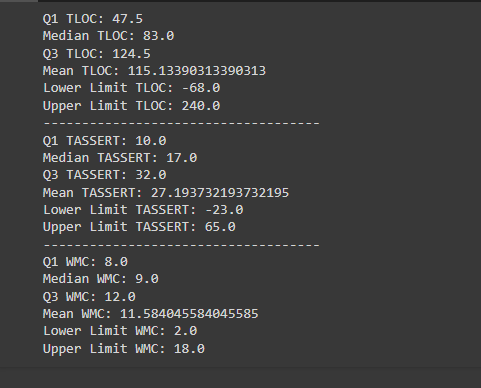 Q1 TLOC: 47.5
Median TLOC: 83.0
Q3 TLOC: 124.5
Mean TLOC: 115.13390313390313
Lower Limit TLOC: -68.0
Upper Limit TLOC: 240.0
------------------------------------
Q1 TASSERT: 10.0
Median TASSERT: 17.0
Q3 TASSERT: 32.0
Mean TASSERT: 27.193732193732195
Lower Limit TASSERT: -23.0
Upper Limit TASSERT: 65.0
------------------------------------
Q1 WMC: 8.0
Median WMC: 9.0
Q3 WMC: 12.0
Mean WMC: 11.584045584045585
Lower Limit WMC: 2.0
Upper Limit WMC: 18.0